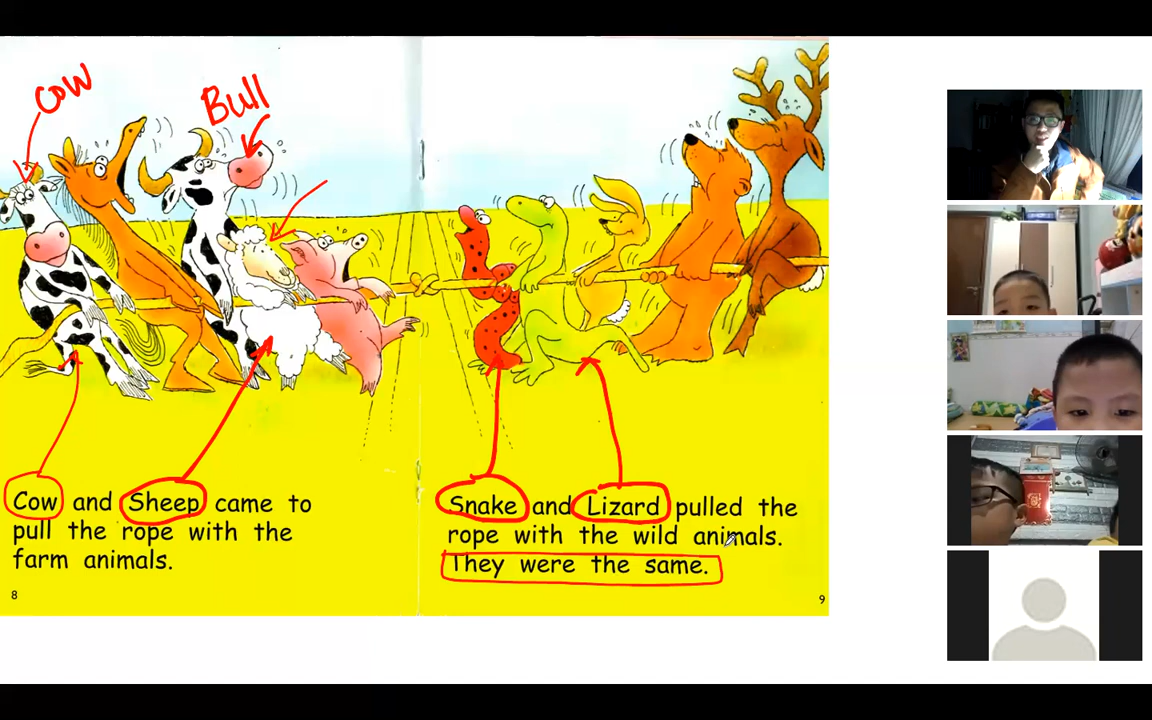 Cow
Bull
Cow and Sheep came to
pull the rope with the
farm animals.
8
Snake and Lizard pulled the
rope with the wild animals.
They were the same.
9